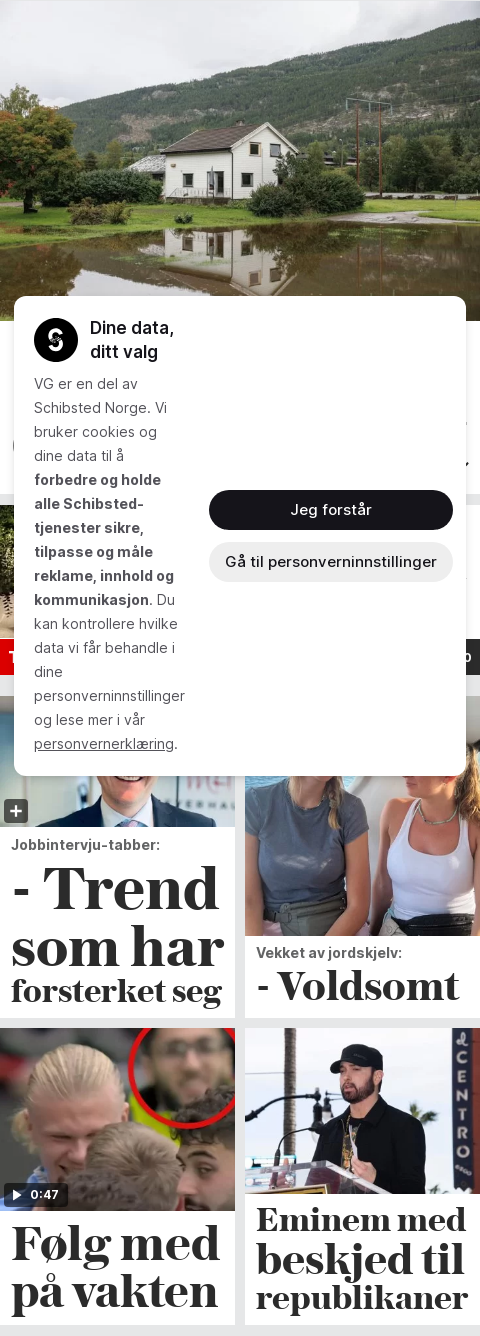 Dine data,
ditt valg
VG er en del av
Schibsted Norge. Vi
bruker cookies og
dine data til å
forbedre og holde
alle Schibsted-
tjenester sikre,
tilpasse og måle
reklame, innhold og
kommunikasjon. Du
kan kontrollere hvilke
data vi får behandle i
dine
personverninnstillinger
og lese mer i vår
personvernerklæring.
Jeg forstår
Gå til personverninnstillinger
Jobbintervju-tabber:
- Trend
som har
forsterket seg
Vekket av jordskjelv:
- Voldsomt
0:47
Følg med
på vakten
CENTRO
Eminem med
beskjed til
republikaner